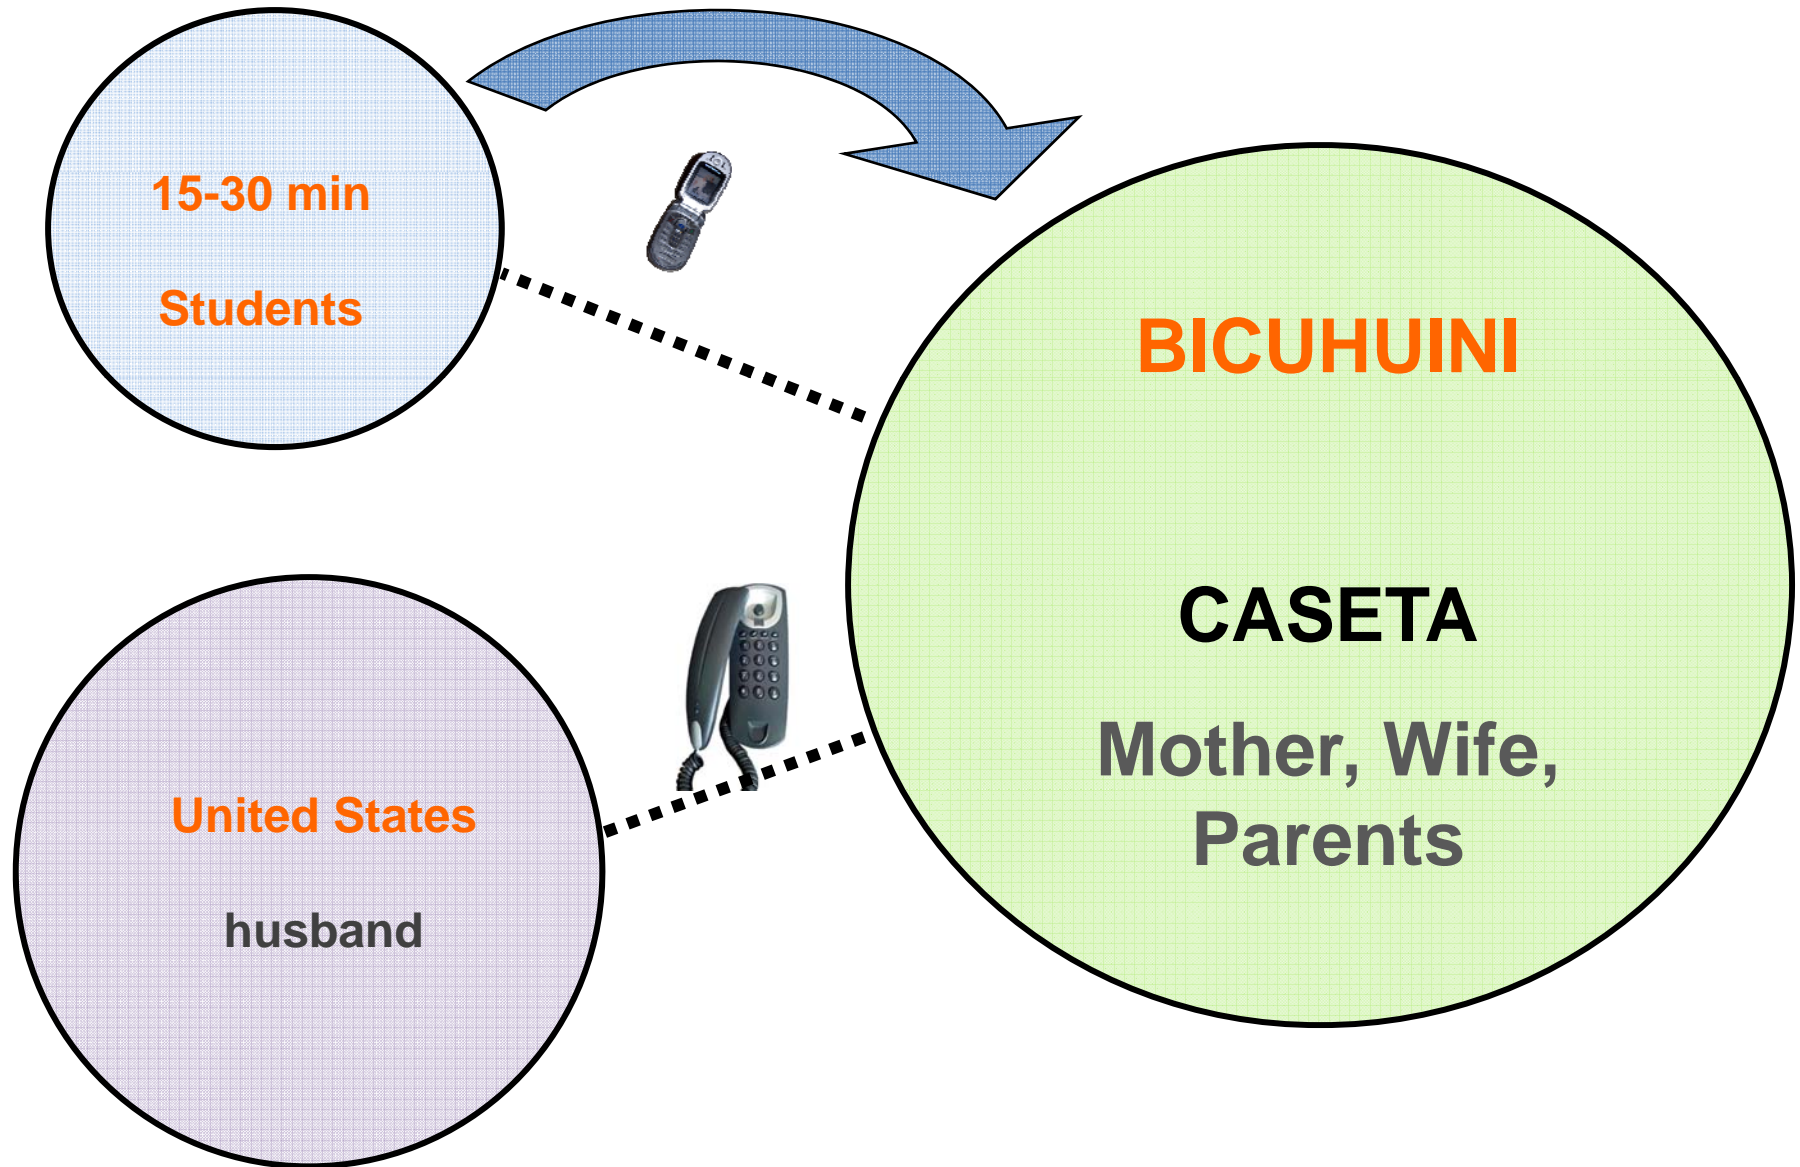 15-30 min
Students
BICUHUINI
CASETA
Mother, Wife,
Parents
United States
husband